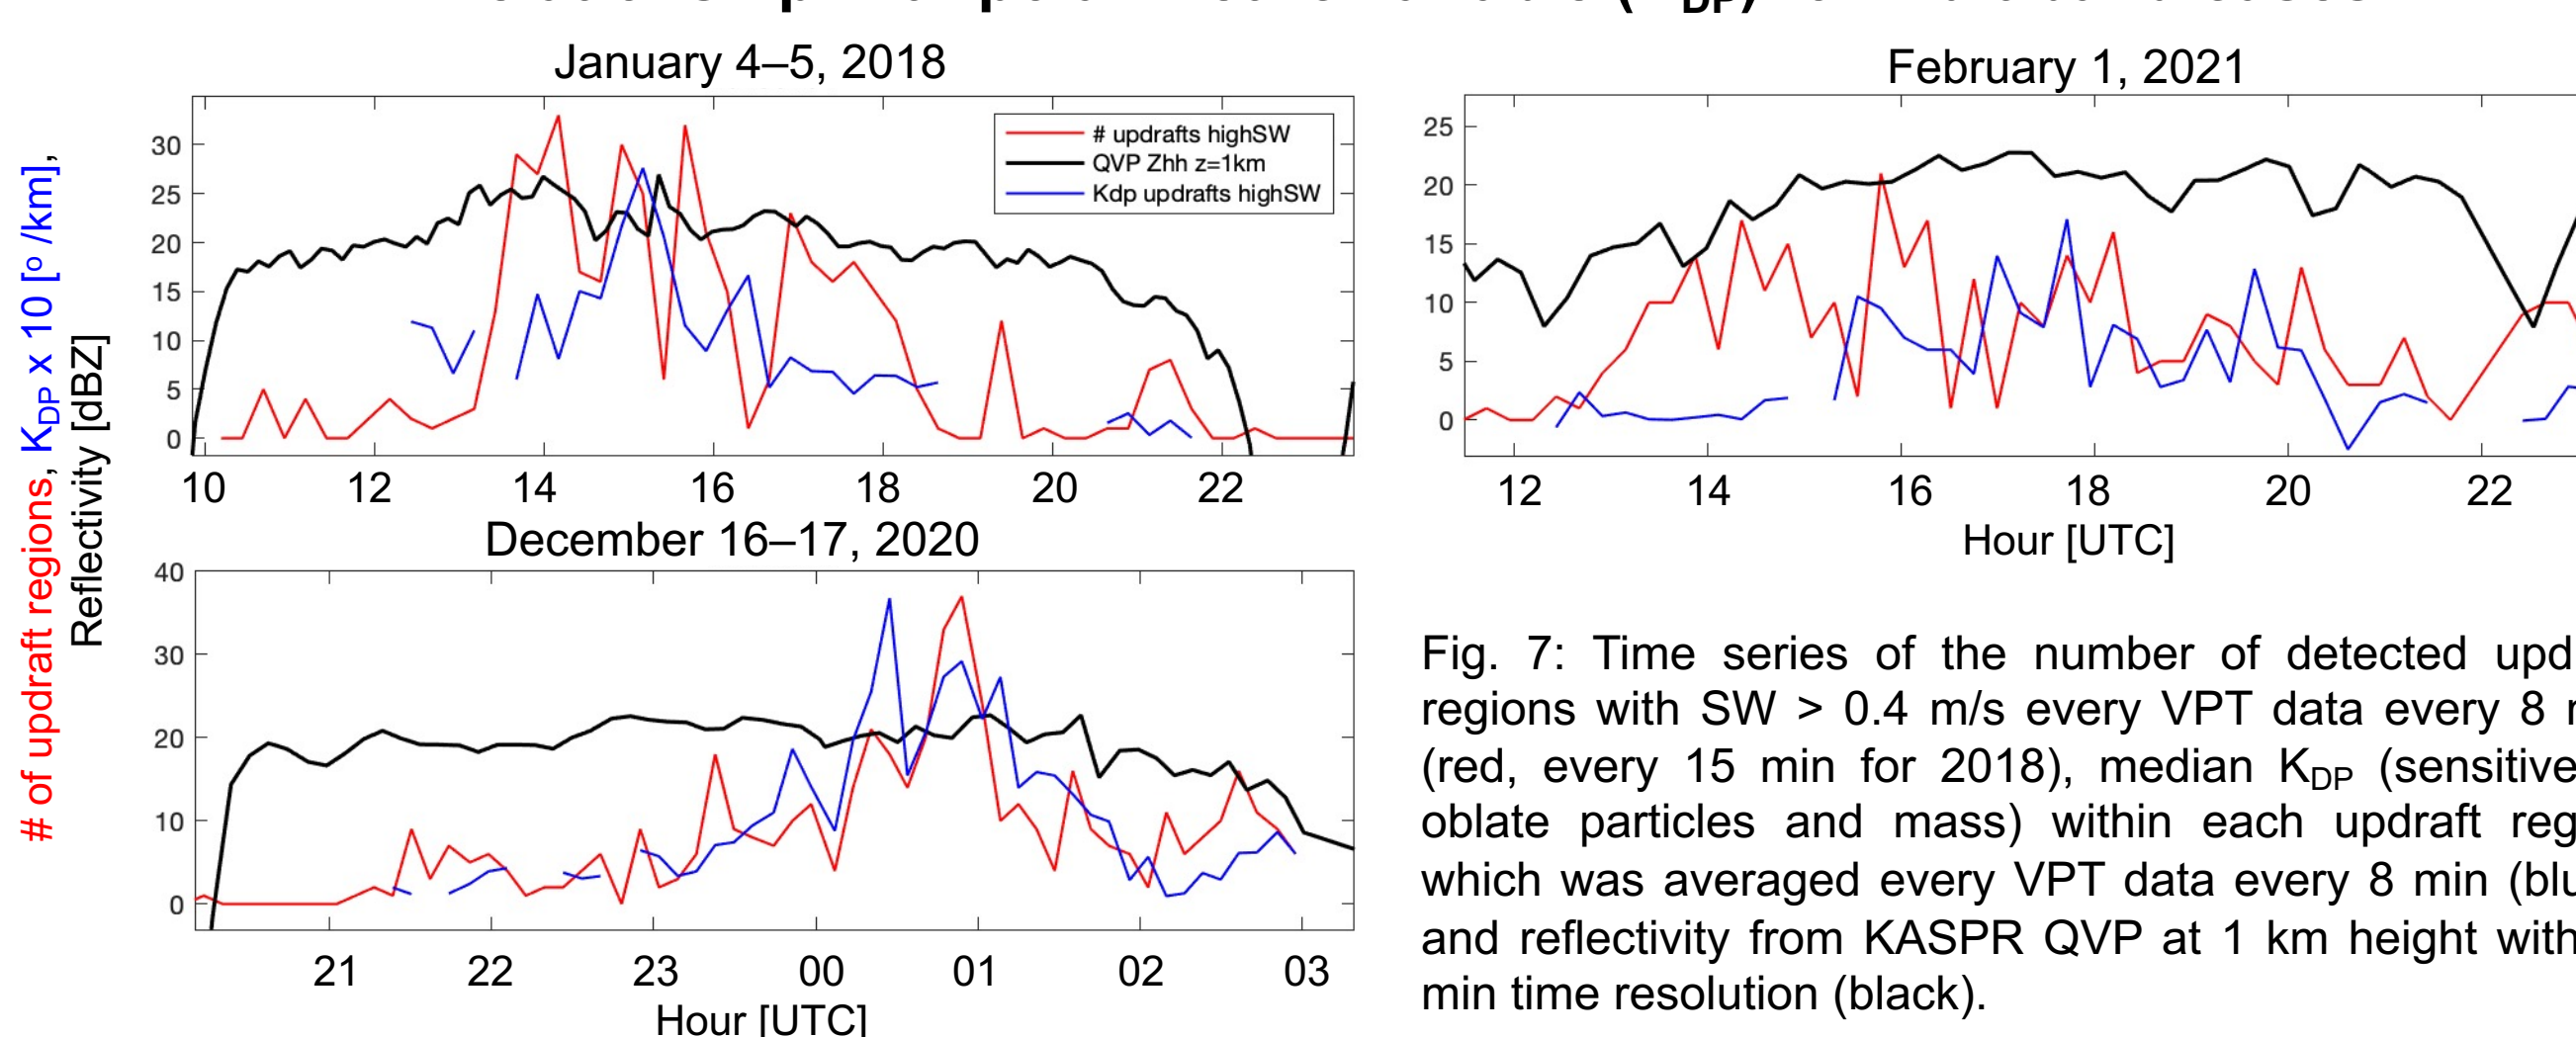 January 4–5, 2018
# of updraft regions, KDP x 10 [o /km],
Reflectivity [dBZ]
30
25
20
15
10
5
0
# updrafts highSW
QVP Zhh z=1km
Kdp updrafts highSW
10 12 14 16 18 20 22
February 1, 2021
25
20
15
10
5
0
12 14 16 18 20 22
Hour [UTC]
December 16–17, 2020
40
30
20
10
0
21 22 23 00 01 02 03
Hour [UTC]
Fig. 7: Time series of the number of detected upd
regions with SW > 0.4 m/s every VPT data every 8
(red, every 15 min for 2018), median KDP (sensitive
oblate particles and mass) within each updraft reg
which was averaged every VPT data every 8 min (blu
and reflectivity from KASPR QVP at 1 km height with
min time resolution (black).